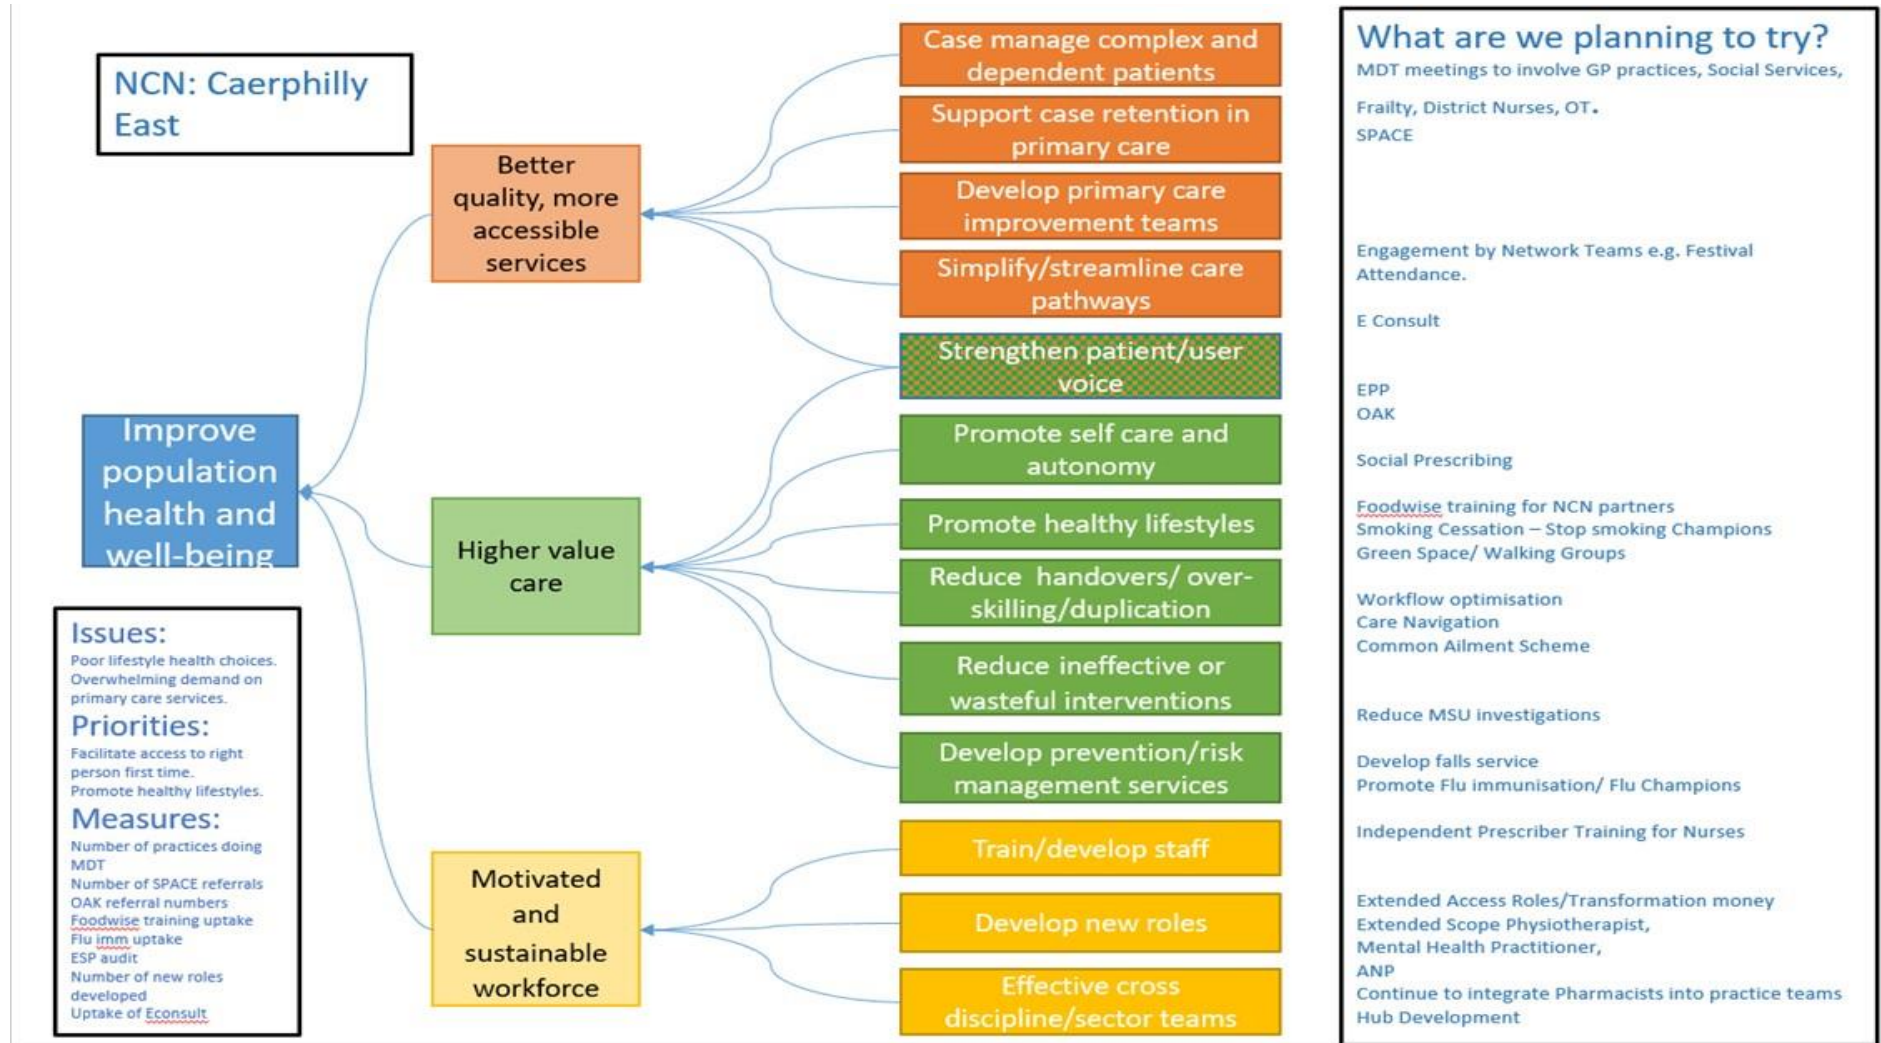 NCN: Caerphilly
East
Improve
population
health and
well-being
Issues:
Poor lifestyle health choices.
Overwhelming demand on
primary care services.
Priorities:
Facilitate access to right
person first time.
Promote healthy lifestyles.
Measures:
Number of practices doing
MDT
Number of SPACE referrals
OAK referral numbers
Foodwise training uptake
Flu imm uptake
ESP audit
Number of new roles
developed
Uptake of Econsult
Better
quality, more
accessible
services
Higher value
care
Motivated
and
sustainable
workforce
Case manage complex and
dependent patients
Support case retention in
primary care
Develop primary care
improvement teams
Simplify/streamline care
pathways
Strengthen patient/user
voice
Promote self care and
autonomy
Promote healthy lifestyles
Reduce  handovers/ over-
skilling/duplication
Reduce ineffective or
wasteful interventions
Develop prevention/risk
management services
Train/develop staff
Develop new roles
Effective cross
discipline/sector teams
What are we planning to try?
MDT meetings to involve GP practices, Social Services,
Frailty, District Nurses, OT.
SPACE
Engagement by Network Teams e.g. Festival
Attendance.
E Consult
EPP
OAK
Social Prescribing
Foodwise training for NCN partners
Smoking Cessation – Stop smoking Champions
Green Space/ Walking Groups
Workflow optimisation
Care Navigation
Common Ailment Scheme
Reduce MSU investigations
Develop falls service
Promote Flu immunisation/ Flu Champions
Independent Prescriber Training for Nurses
Extended Access Roles/Transformation money
Extended Scope Physiotherapist,
Mental Health Practitioner,
ANP
Continue to integrate Pharmacists into practice teams
Hub Development